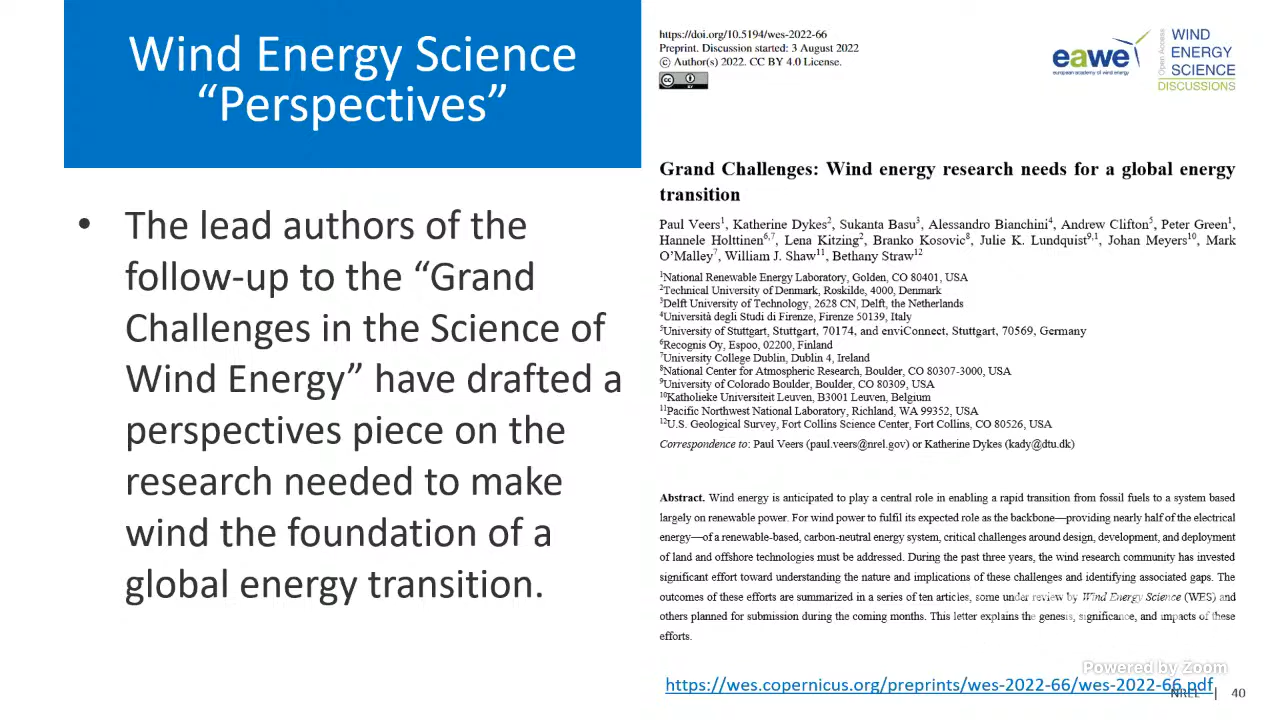 Wind Energy Science
“Perspectives”
• The lead authors of the
follow-up to the “Grand
Challenges in the Science of
Wind Energy” have drafted a
perspectives piece on the
research needed to make
wind the foundation of a
global energy transition.
https://doi.org/10.5194/wes-2022-66
Preprint. Discussion started: 3 August 2022
© Author(s) 2022. CC BY 4.0 License.
cc BY
eawe
european academy of wind energy
Open Access
WIND
ENERGY
SCIENCE
DISCUSSIONS
Grand Challenges: Wind energy research needs for a global energy
transition
Paul Veers1, Katherine Dykes2, Sukanta Basu3, Alessandro Bianchini4, Andrew Clifton5, Peter Green1,
Hannele Holttinen6,7, Lena Kitzing2, Branko Kosovic8, Julie K. Lundquist9,1, Johan Meyers10, Mark
O’Malley7, William J. Shaw11, Bethany Straw12
1National Renewable Energy Laboratory, Golden, CO 80401, USA
2Technical University of Denmark, Roskilde, 4000, Denmark
3Delft University of Technology, 2628 CN, Delft, the Netherlands
4Università degli Studi di Firenze, Firenze 50139, Italy
5University of Stuttgart, Stuttgart, 70174, and enviConnect, Stuttgart, 70569, Germany
6Recognis Oy, Espoo, 02200, Finland
7University College Dublin, Dublin 4, Ireland
8National Center for Atmospheric Research, Boulder, CO 80307-3000, USA
9University of Colorado Boulder, Boulder, CO 80309, USA
10Katholieke Universiteit Leuven, B3001 Leuven, Belgium
11Pacific Northwest National Laboratory, Richland, WA 99352, USA
12U.S. Geological Survey, Fort Collins Science Center, Fort Collins, CO 80526, USA
Correspondence to: Paul Veers (paul.veers@nrel.gov) or Katherine Dykes (kady@dtu.dk)
Abstract. Wind energy is anticipated to play a central role in enabling a rapid transition from fossil fuels to a system based
largely on renewable power. For wind power to fulfil its expected role as the backbone—providing nearly half of the electrical
energy—of a renewable-based, carbon-neutral energy system, critical challenges around design, development, and deployment
of land and offshore technologies must be addressed. During the past three years, the wind research community has invested
significant effort toward understanding the nature and implications of these challenges and identifying associated gaps. The
outcomes of these efforts are summarized in a series of ten articles, some under review by Wind Energy Science (WES) and
others planned for submission during the coming months. This letter explains the genesis, significance, and impacts of these
efforts.
Powered by Zoom
https://wes.copernicus.org/preprints/wes-2022-66/wes-2022-66.pdf
NREL | 40